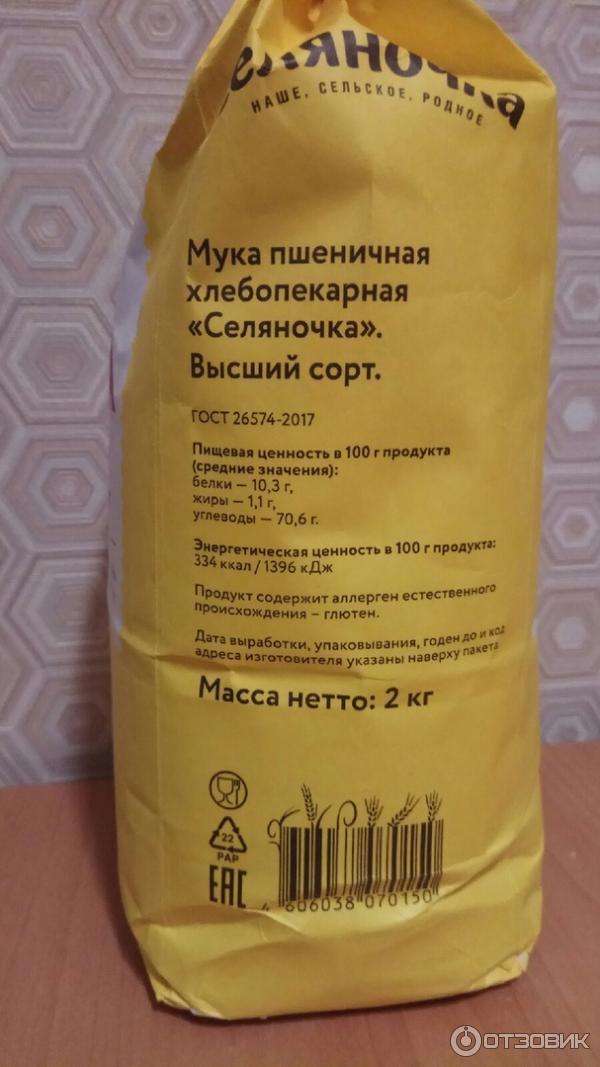 Селяночка
НАШЕ, СЕЛЬСКОЕ, РОДНОЕ
Мука пшеничная
хлебопекарная
«Селяночка».
Высший сорт.
ГОСТ 26574-2017
Пищевая ценность в 100 г продукта
(средние значения):
белки – 10,3 г,
жиры – 1,1 г,
углеводы – 70,6 г.
Энергетическая ценность в 100 г продукта:
334 ккал / 1396 кДж
Продукт содержит аллерген естественного
происхождения – глютен.
Дата выработки, упаковывания, годен до и код
адреса изготовителя указаны наверху пакета
Масса нетто: 2 кг
22
PAP
EAC
4 606038 070150
ОТЗОВИК